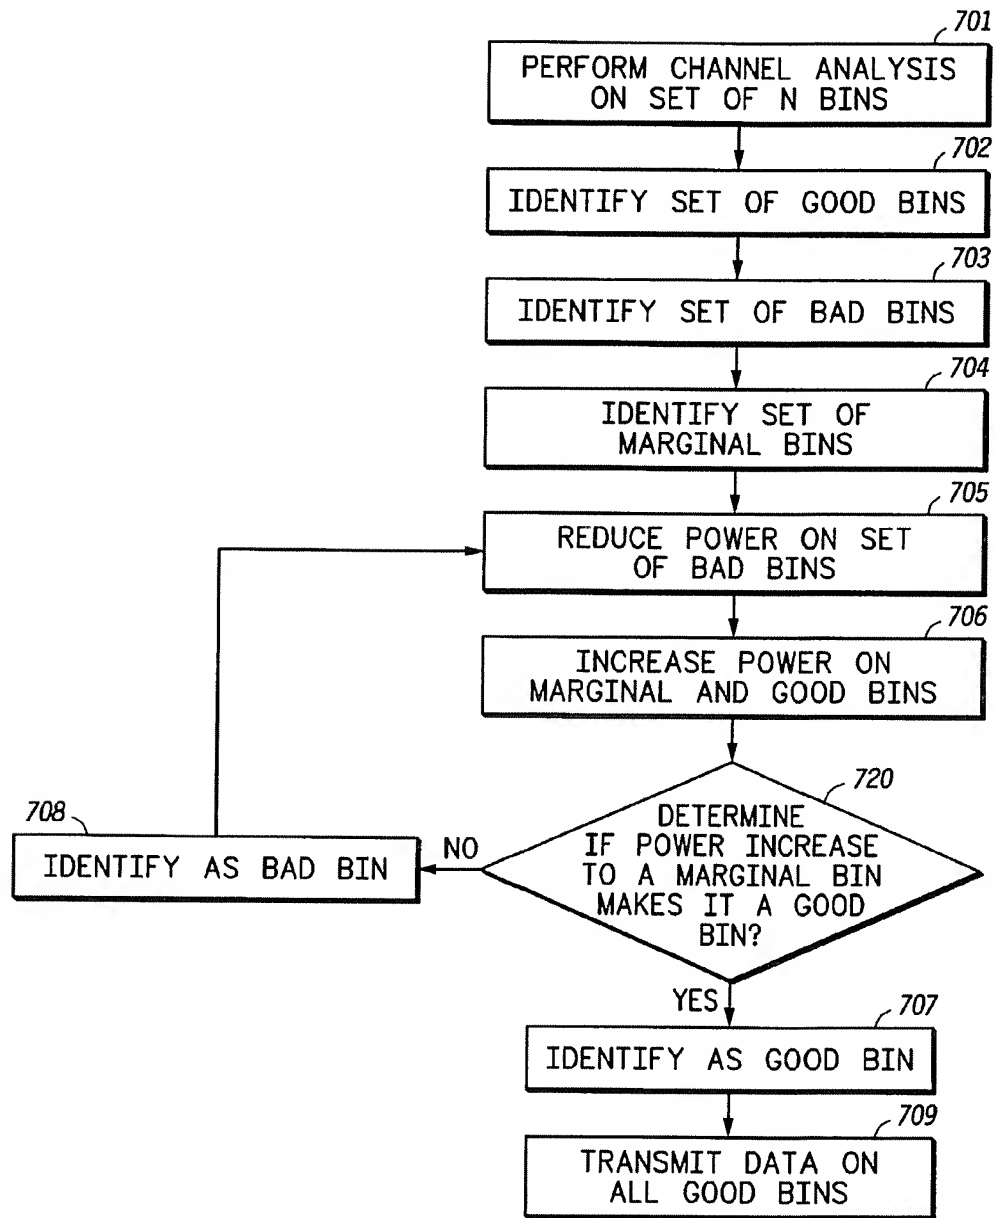 701
PERFORM CHANNEL ANALYSIS
ON SET OF N BINS
702
IDENTIFY SET OF GOOD BINS
703
IDENTIFY SET OF BAD BINS
704
IDENTIFY SET OF
MARGINAL BINS
705
REDUCE POWER ON SET
OF BAD BINS
706
INCREASE POWER ON
MARGINAL AND GOOD BINS
720
DETERMINE
IF POWER INCREASE
TO A MARGINAL BIN
MAKES IT A GOOD
BIN?
NO
708
IDENTIFY AS BAD BIN
YES
707
IDENTIFY AS GOOD BIN
709
TRANSMIT DATA ON
ALL GOOD BINS